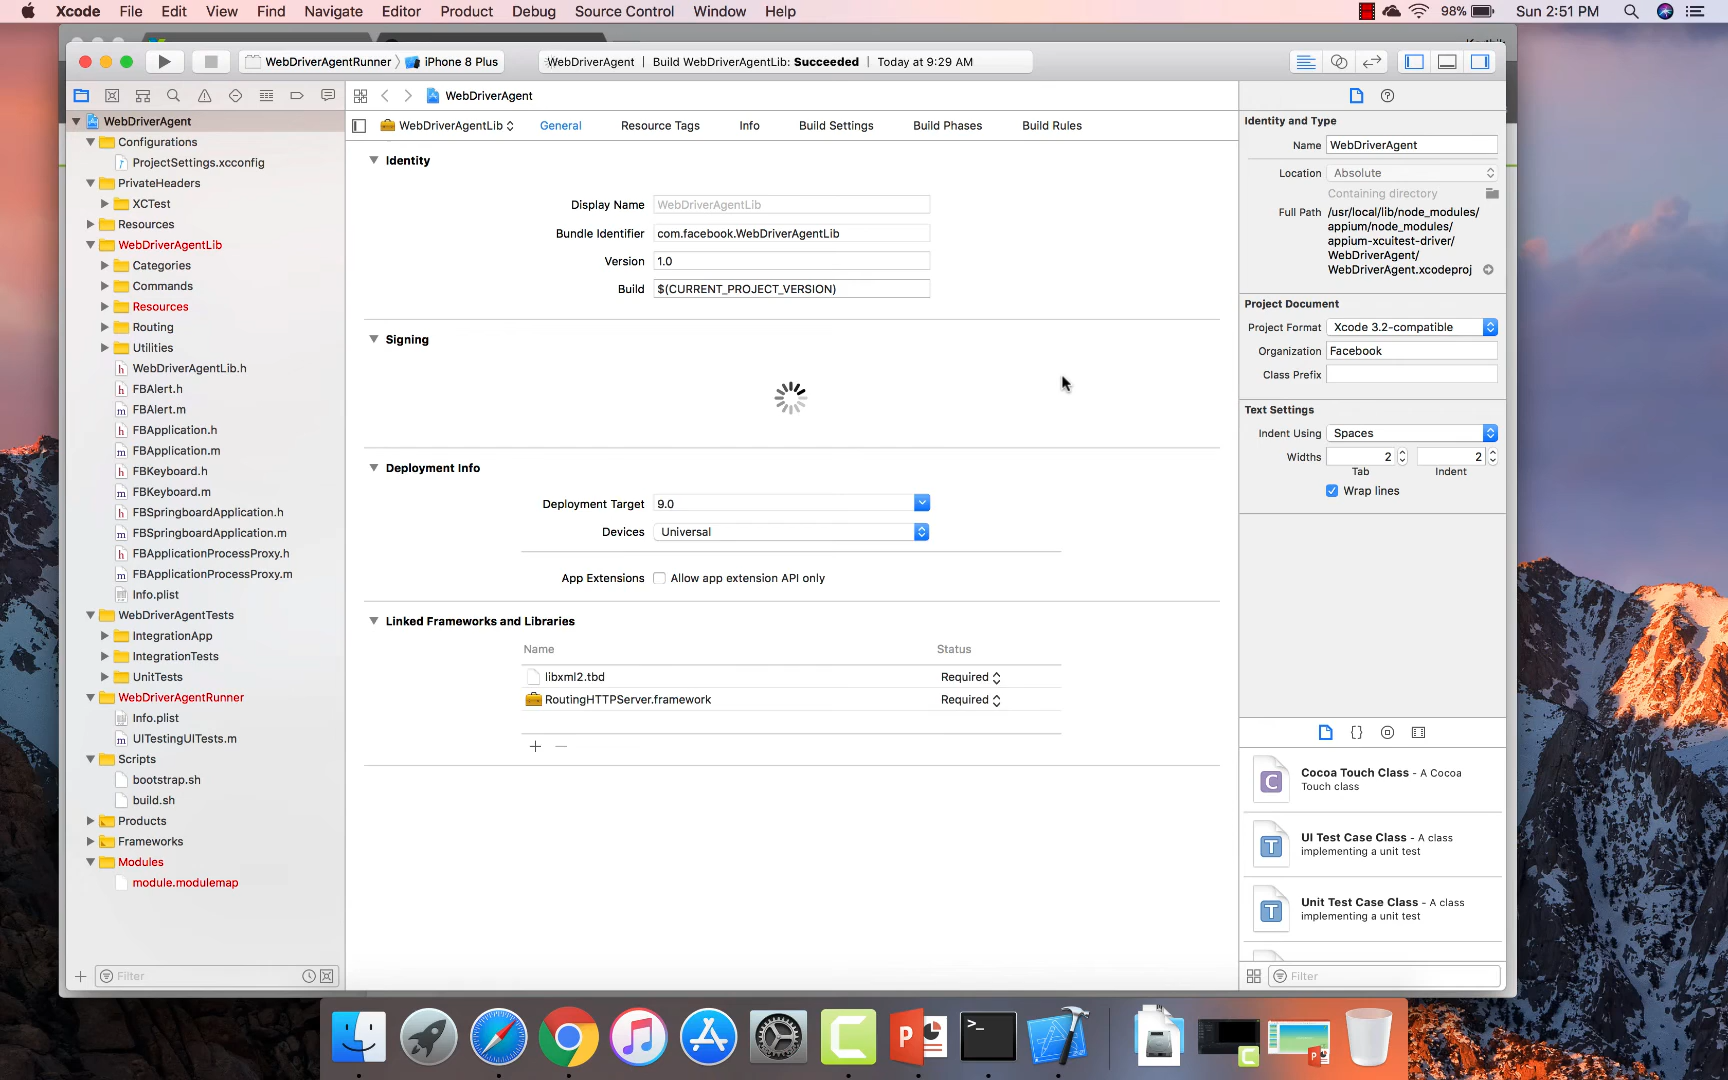 Xcode File Edit View Find Navigate Editor Product Debug Source Control Window Help 98% Sun 2:51 PM
WebDriverAgentRunner iPhone 8 Plus
WebDriverAgent | Build WebDriverAgentLib: Succeeded | Today at 9:29 AM
WebDriverAgent
WebDriverAgent
Configurations
ProjectSettings.xcconfig
PrivateHeaders
XCTest
Resources
WebDriverAgentLib
Categories
Commands
Resources
Routing
Utilities
WebDriverAgentLib.h
FBAlert.h
FBAlert.m
FBApplication.h
FBApplication.m
FBKeyboard.h
FBKeyboard.m
FBSpringboardApplication.h
FBSpringboardApplication.m
FBApplicationProcessProxy.h
FBApplicationProcessProxy.m
Info.plist
WebDriverAgentTests
IntegrationApp
IntegrationTests
UnitTests
WebDriverAgentRunner
Info.plist
UITestingUITests.m
Scripts
bootstrap.sh
build.sh
Products
Frameworks
Modules
module.modulemap
Filter
WebDriverAgentLib General Resource Tags Info Build Settings Build Phases Build Rules
Identity
Display Name WebDriverAgentLib
Bundle Identifier com.facebook.WebDriverAgentLib
Version 1.0
Build $(CURRENT_PROJECT_VERSION)
Signing
Deployment Info
Deployment Target 9.0
Devices Universal
App Extensions Allow app extension API only
Linked Frameworks and Libraries
Name Status
libxml2.tbd Required
RoutingHTTPServer.framework Required
Identity and Type
Name WebDriverAgent
Location Absolute
Containing directory
Full Path /usr/local/lib/node_modules/
appium/node_modules/
appium-xcuitest-driver/
WebDriverAgent/
WebDriverAgent.xcodeproj
Project Document
Project Format Xcode 3.2-compatible
Organization Facebook
Class Prefix
Text Settings
Indent Using Spaces
Widths 2 2
Tab Indent
Wrap lines
C
Cocoa Touch Class - A Cocoa
Touch class
T
UI Test Case Class - A class
implementing a unit test
T
Unit Test Case Class - A class
implementing a unit test
Filter